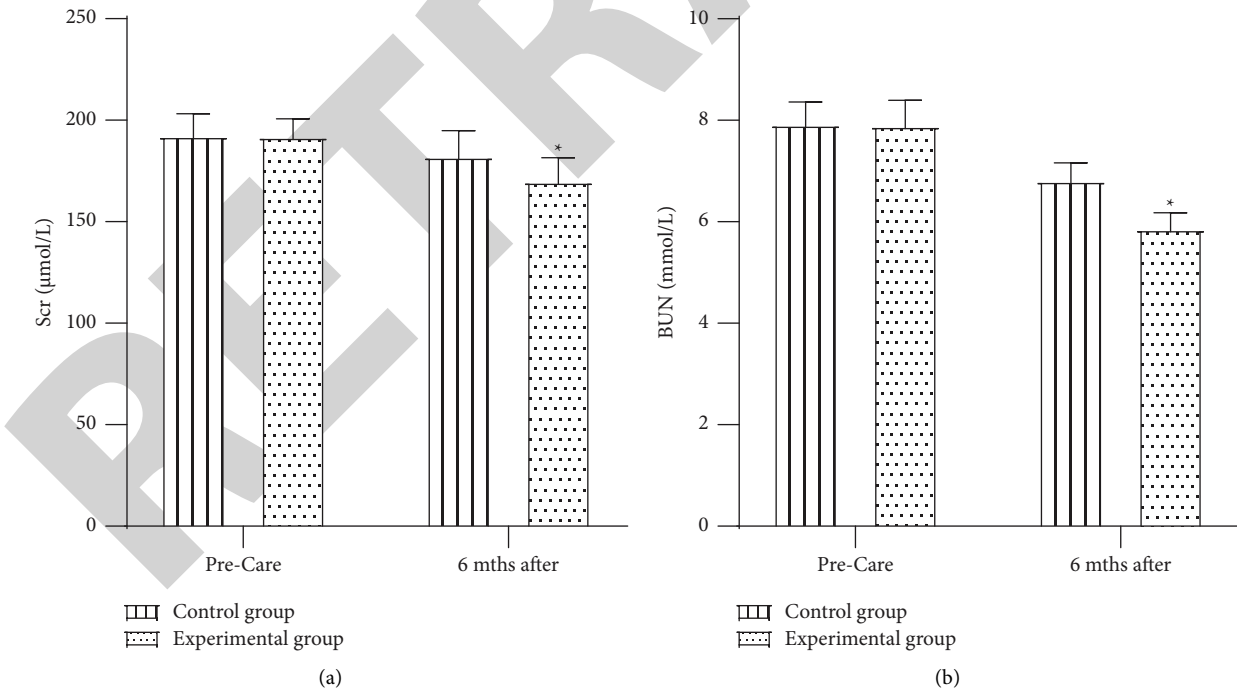 250
200
150
100
50
0
Scr (µmol/L)
*
Pre-Care
6 mths after
Control group
Experimental group
(a)
10
8
6
4
2
0
BUN (mmol/L)
*
Pre-Care
6 mths after
Control group
Experimental group
(b)
RETRA